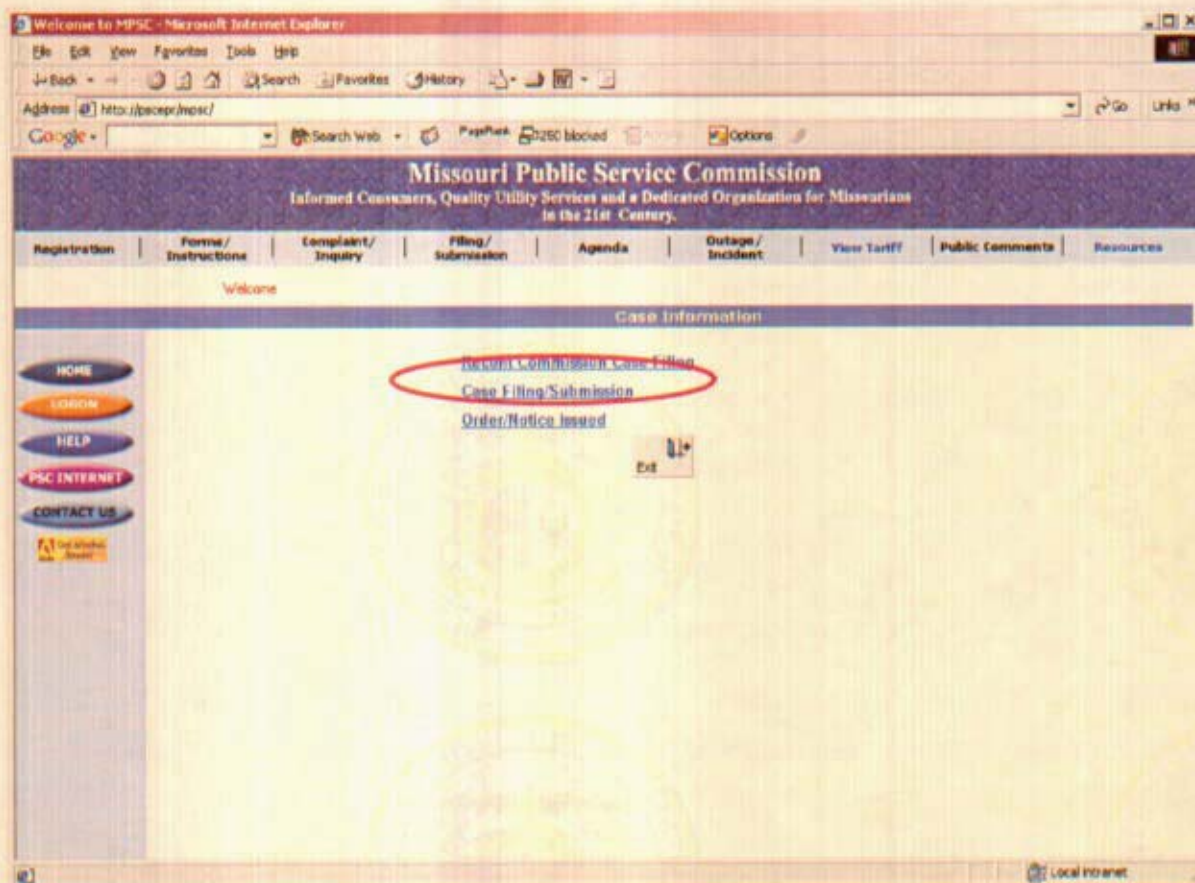 Welcome to MPSC - Microsoft Internet Explorer
File Edit View Favorites Tools Help
Back Search Favorites History
Address http://pscepr/mpsc/ Go Links
Google Search Web PageRank 3250 blocked Options
Missouri Public Service Commission
Informed Consumers, Quality Utility Services and a Dedicated Organization for Missourians
in the 21st Century.
Registration | Forms/Instructions | Complaint/Inquiry | Filing/Submission | Agenda | Outage/Incident | View Tariff | Public Comments | Resources
Welcome
Case Information
Recent Commission Case Filing
Case Filing/Submission
Order/Notice Issued
Exit
HOME
LOGON
HELP
PSC INTERNET
CONTACT US
Local intranet